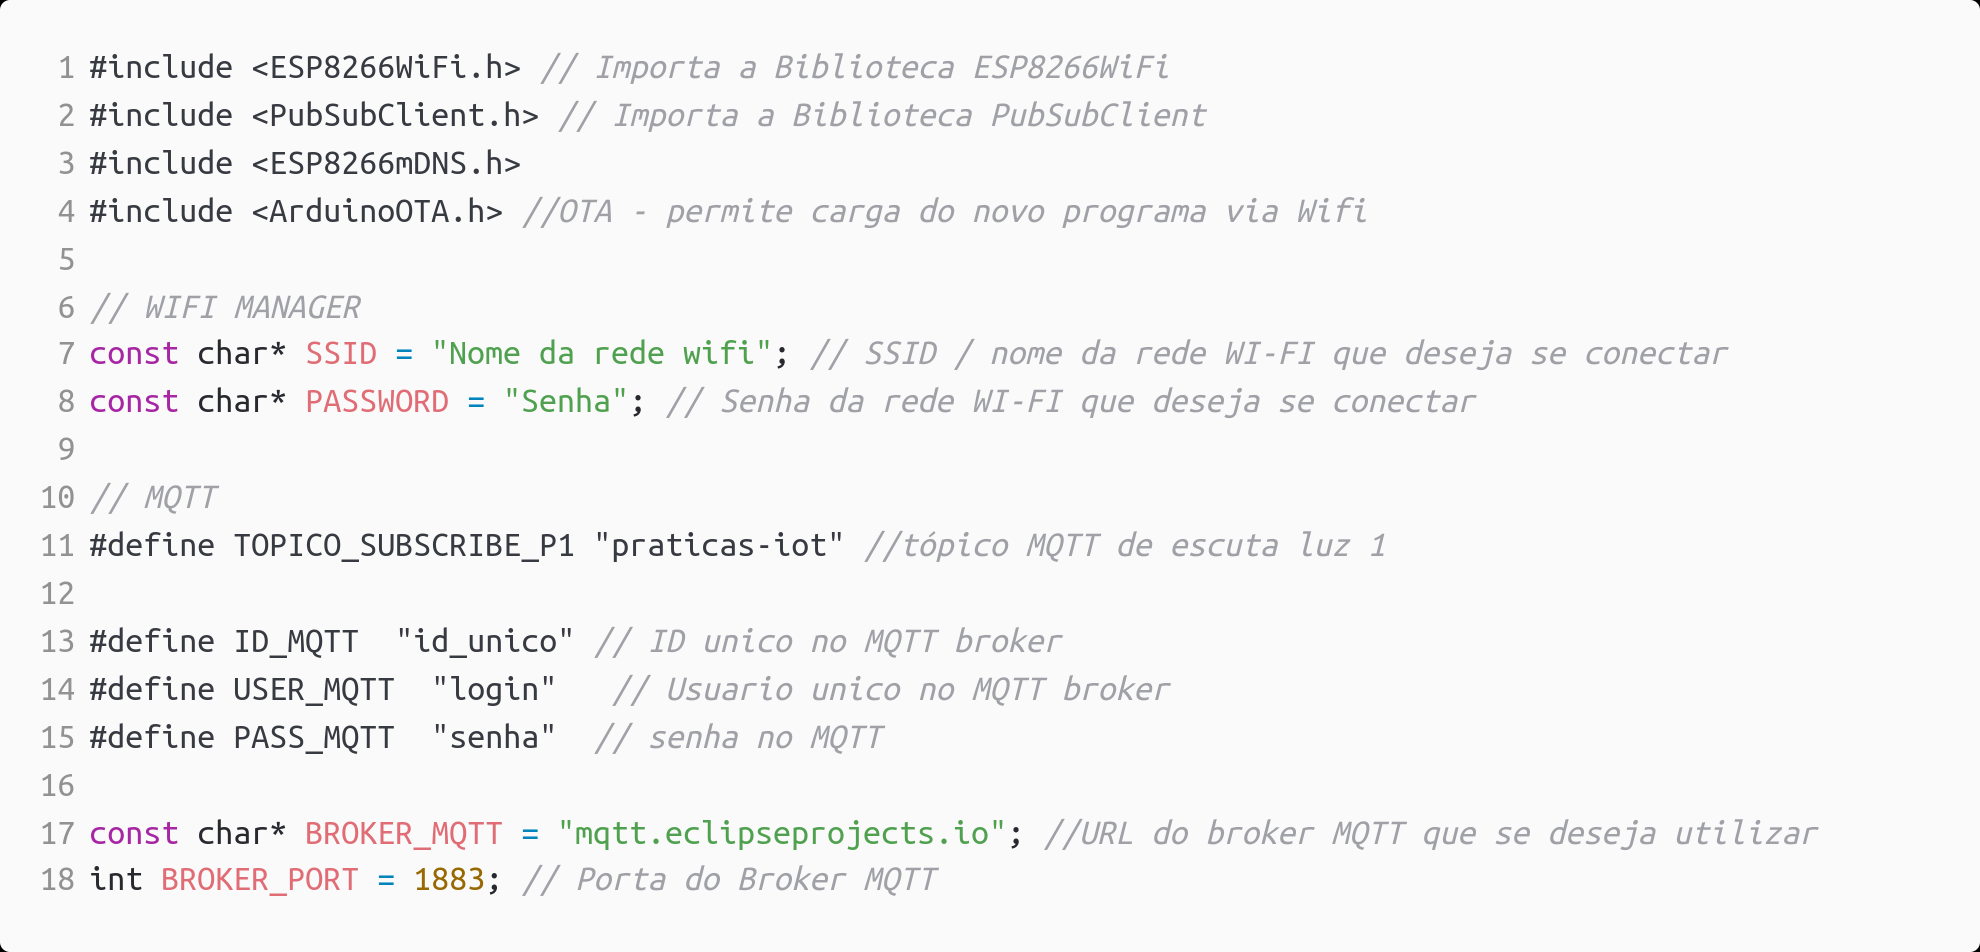 1 #include <ESP8266WiFi.h> // Importa a Biblioteca ESP8266WiFi
2 #include <PubSubClient.h> // Importa a Biblioteca PubSubClient
3 #include <ESP8266mDNS.h>
4 #include <ArduinoOTA.h> //OTA - permite carga do novo programa via Wifi
5
6 // WIFI MANAGER
7 const char* SSID = "Nome da rede wifi"; // SSID / nome da rede WI-FI que deseja se conectar
8 const char* PASSWORD = "Senha"; // Senha da rede WI-FI que deseja se conectar
9
10 // MQTT
11 #define TOPICO_SUBSCRIBE_P1 "praticas-iot" //tópico MQTT de escuta luz 1
12
13 #define ID_MQTT  "id_unico" // ID unico no MQTT broker
14 #define USER_MQTT  "login"   // Usuario unico no MQTT broker
15 #define PASS_MQTT  "senha"  // senha no MQTT
16
17 const char* BROKER_MQTT = "mqtt.eclipseprojects.io"; //URL do broker MQTT que se deseja utilizar
18 int BROKER_PORT = 1883; // Porta do Broker MQTT